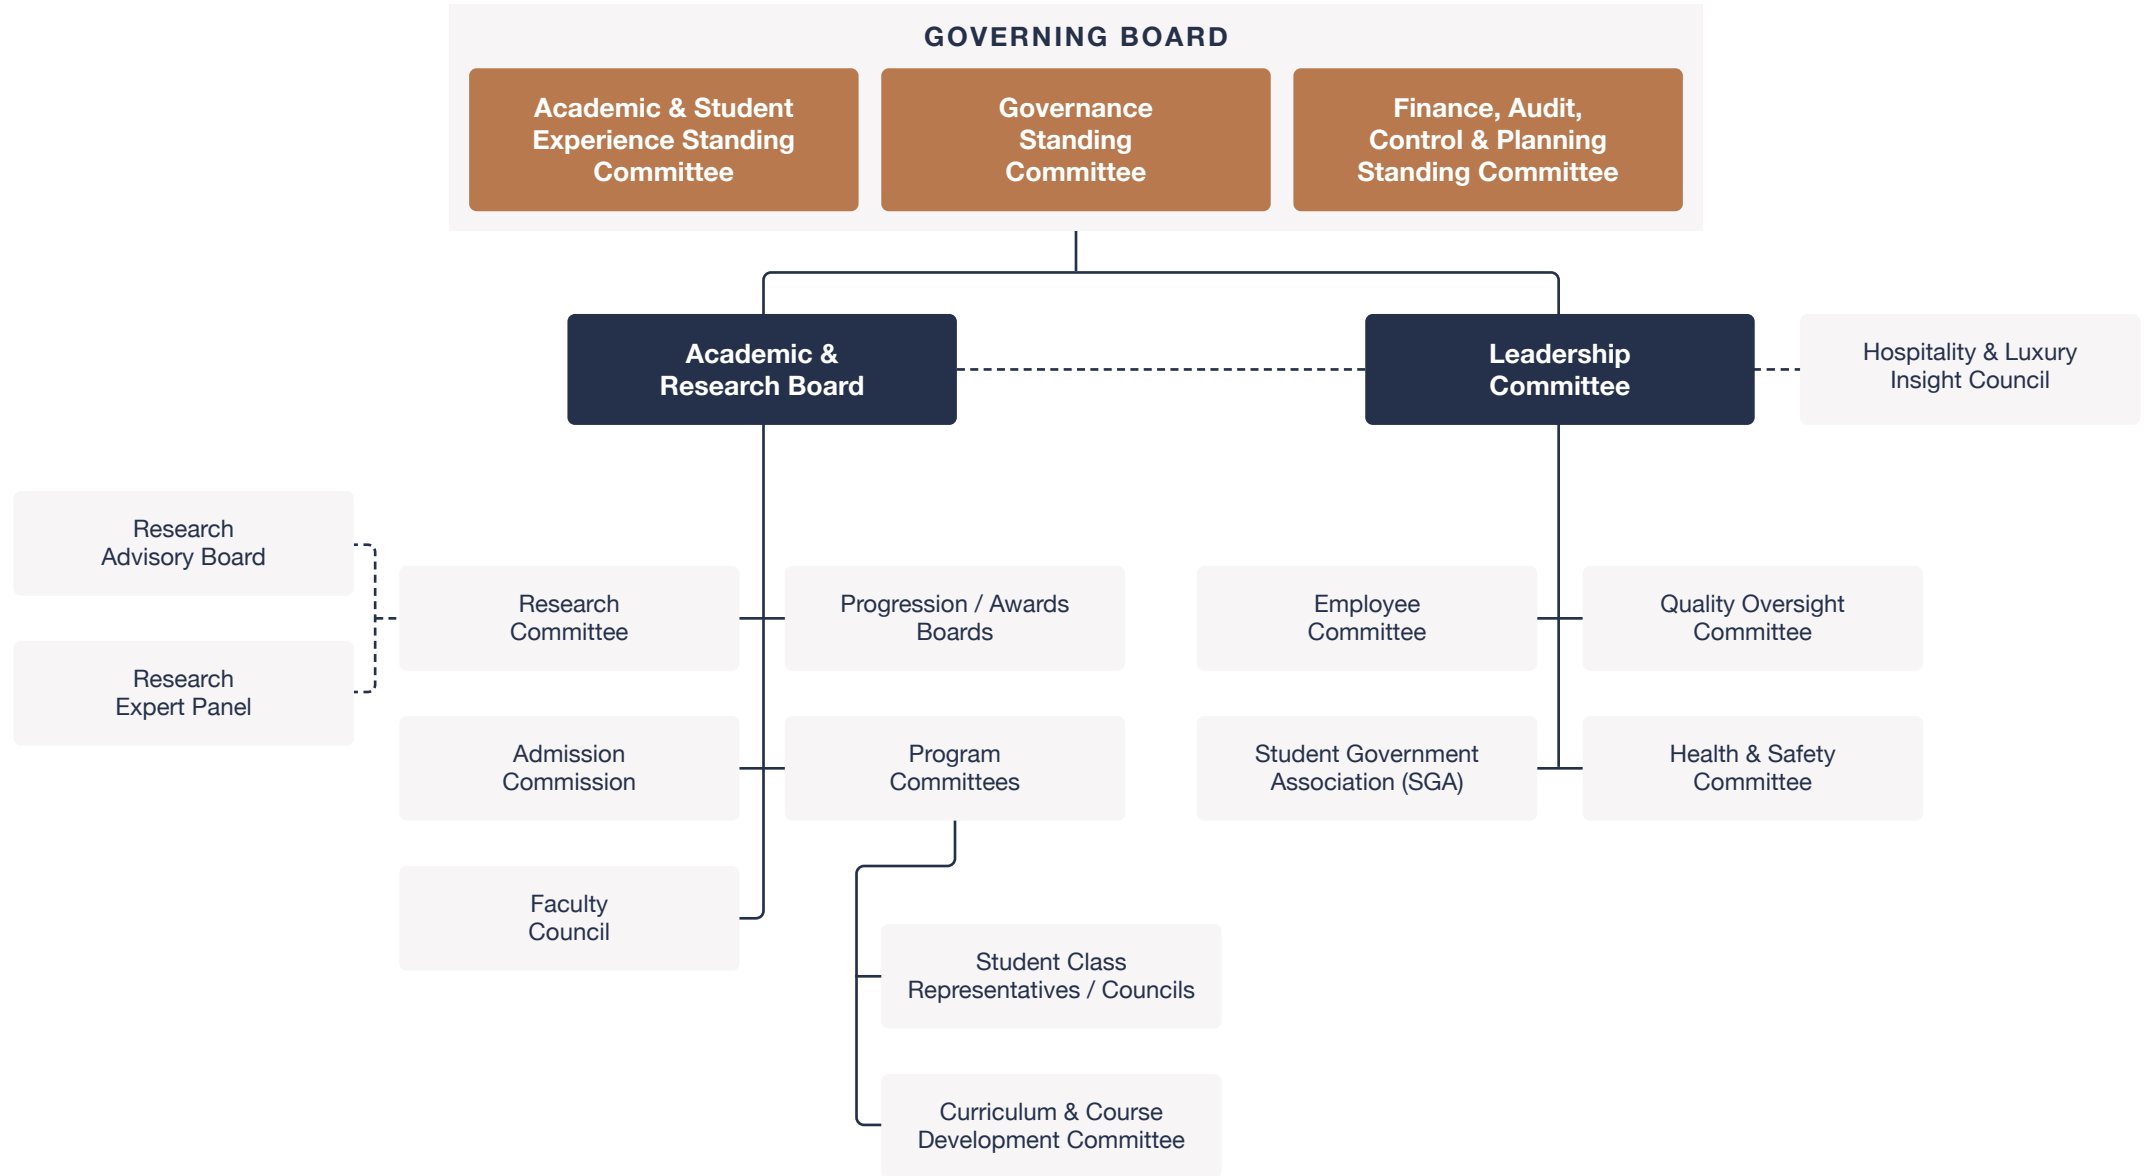 GOVERNING BOARD
Academic & Student
Experience Standing
Committee
Governance
Standing
Committee
Finance, Audit,
Control & Planning
Standing Committee
Academic &
Research Board
Leadership
Committee
Hospitality & Luxury
Insight Council
Research
Advisory Board
Research
Expert Panel
Research
Committee
Progression / Awards
Boards
Employee
Committee
Quality Oversight
Committee
Admission
Commission
Program
Committees
Student Government
Association (SGA)
Health & Safety
Committee
Faculty
Council
Student Class
Representatives / Councils
Curriculum & Course
Development Committee